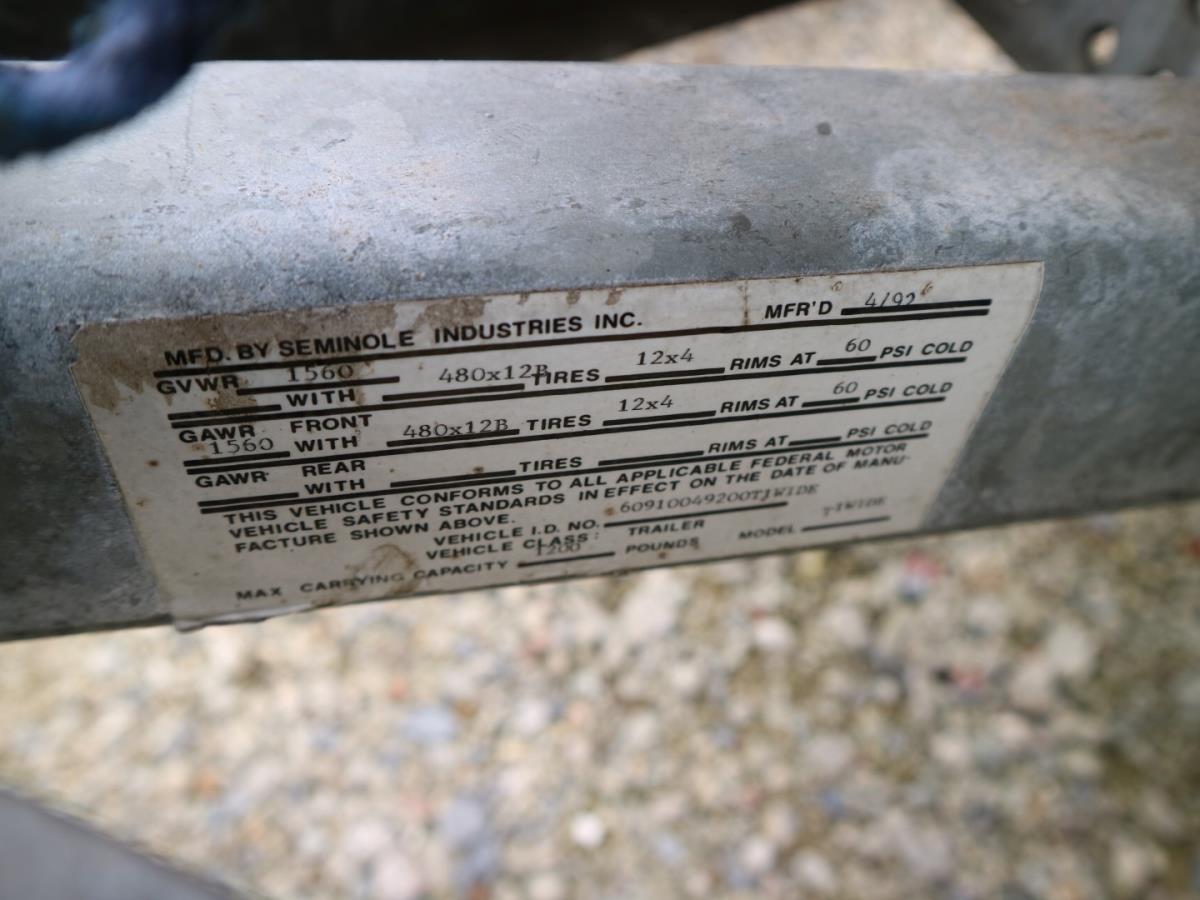 MFD. BY SEMINOLE INDUSTRIES INC. MFR'D 4/92
GVWR 1560 WITH 480x12B TIRES 12x4 RIMS AT 60 PSI COLD
GAWR FRONT
1560 WITH 480x12B TIRES 12x4 RIMS AT 60 PSI COLD
GAWR REAR
WITH TIRES RIMS AT PSI COLD
THIS VEHICLE CONFORMS TO ALL APPLICABLE FEDERAL MOTOR
VEHICLE SAFETY STANDARDS IN EFFECT ON THE DATE OF MANU-
FACTURE SHOWN ABOVE.
VEHICLE I.D. NO. 60910049200TJWIDE
VEHICLE CLASS: TRAILER
MAX CARRYING CAPACITY 1200 POUNDS MODEL